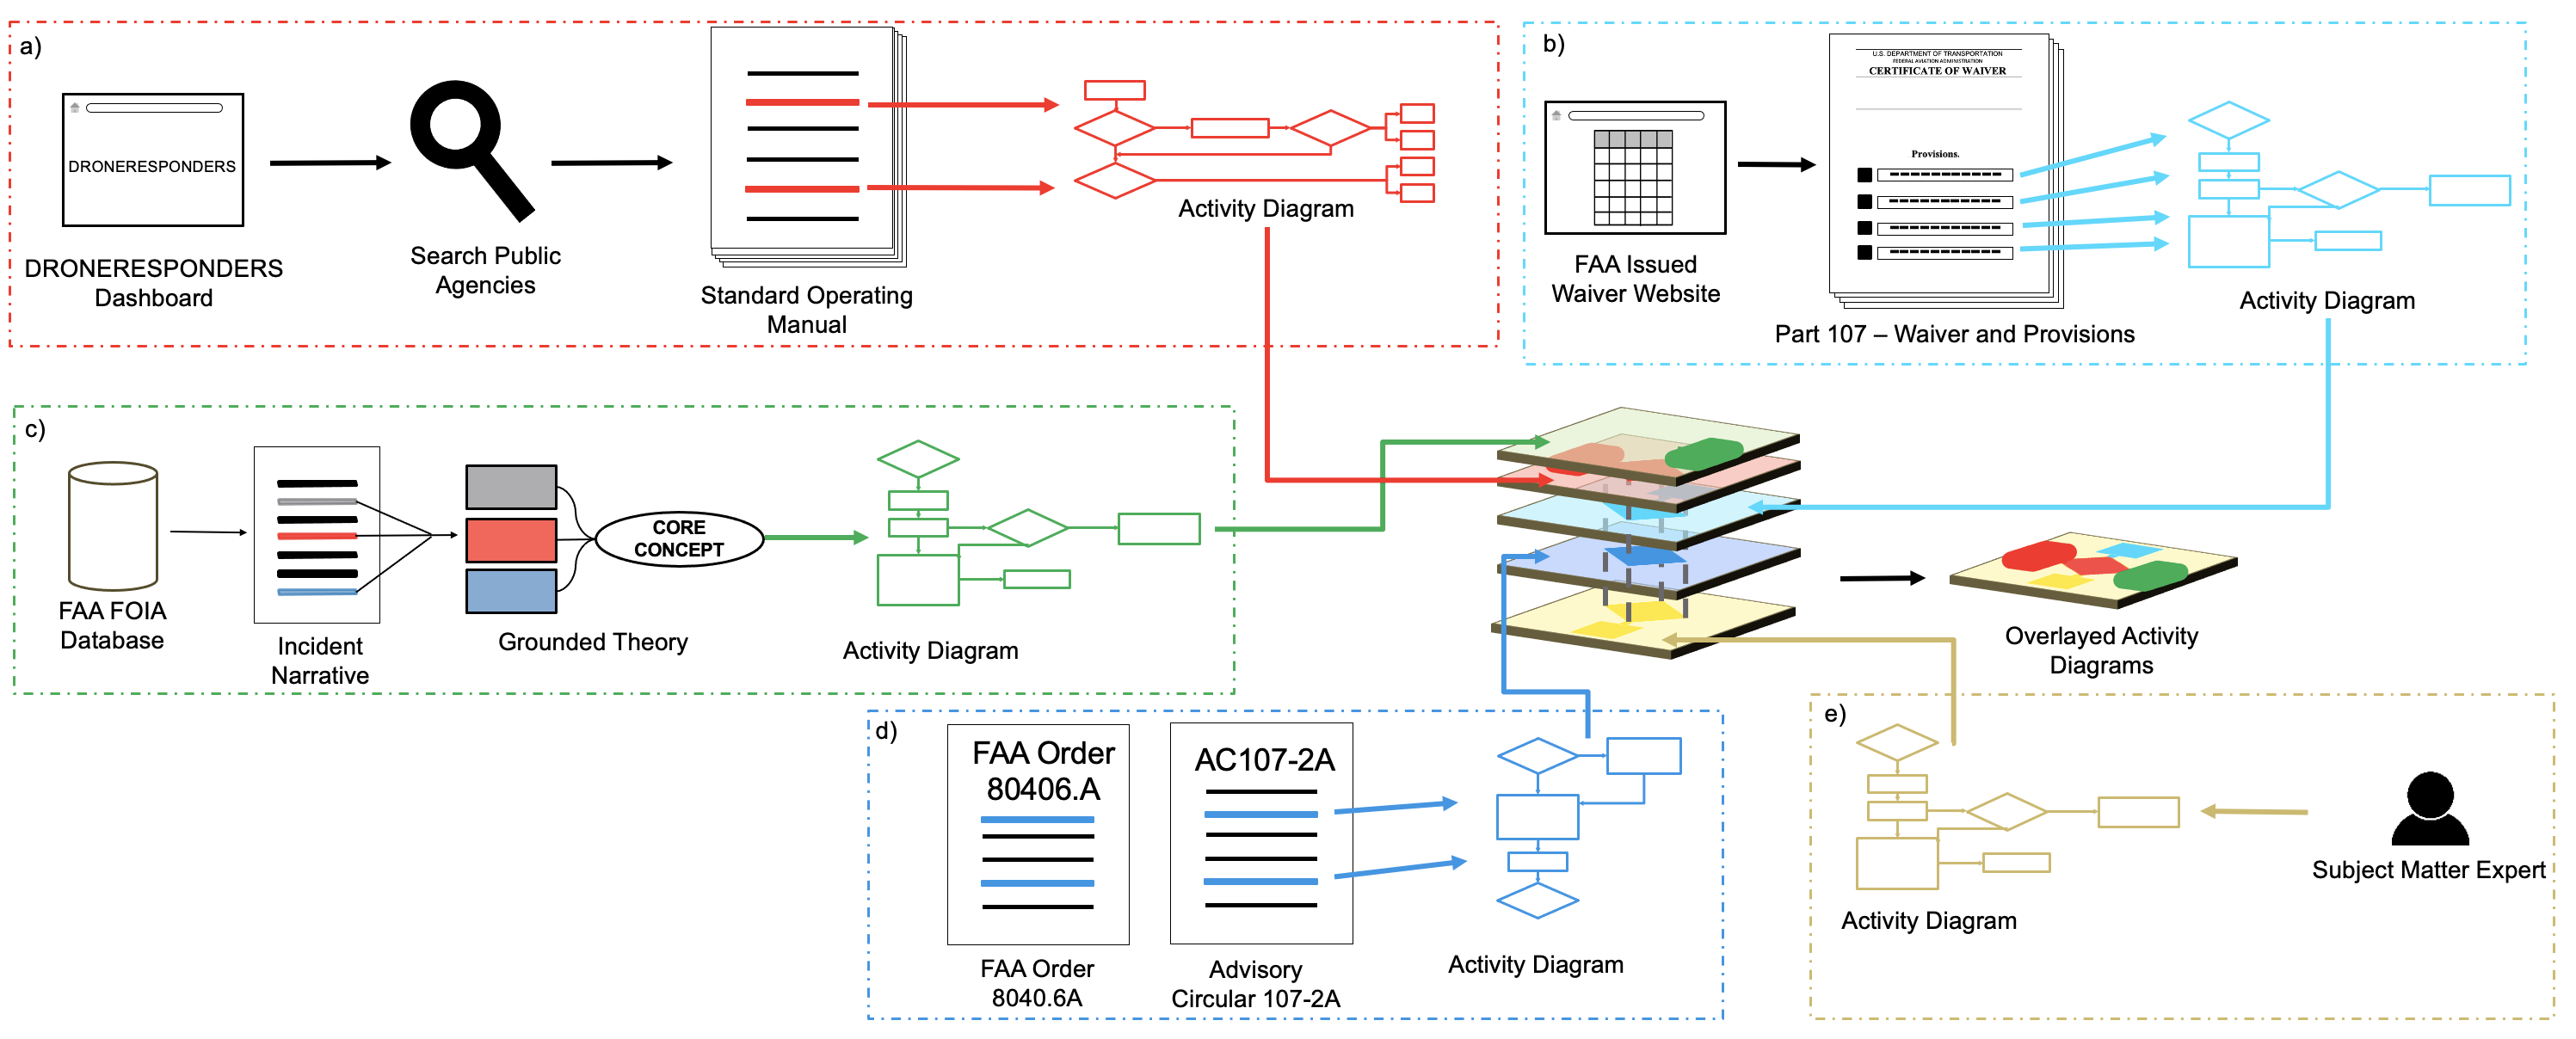 a)
DRONERESPONDERS
DRONERESPONDERS
Dashboard
Search Public
Agencies
Standard Operating
Manual
Activity Diagram
b)
FAA Issued
Waiver Website
U.S. DEPARTMENT OF TRANSPORTATION
FEDERAL AVIATION ADMINISTRATION
CERTIFICATE OF WAIVER
Provisions.
Part 107 – Waiver and Provisions
Activity Diagram
c)
FAA FOIA
Database
Incident
Narrative
Grounded Theory
CORE
CONCEPT
Activity Diagram
Overlayed Activity
Diagrams
d)
FAA Order
80406.A
FAA Order
8040.6A
AC107-2A
Advisory
Circular 107-2A
Activity Diagram
e)
Activity Diagram
Subject Matter Expert